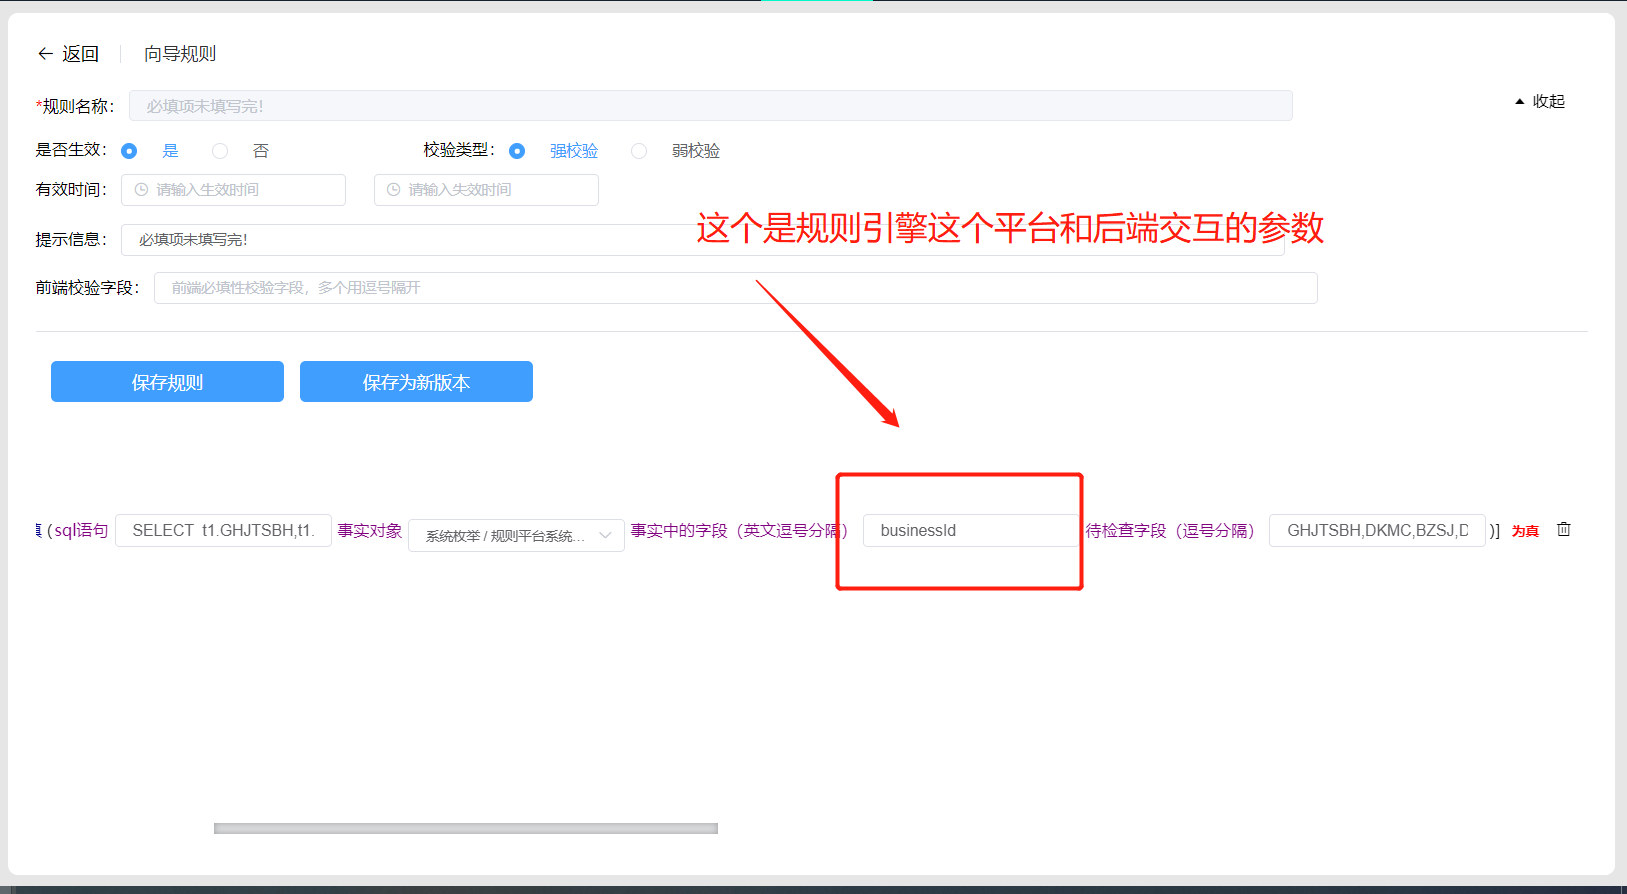 返回 向导规则
*规则名称： 必填项未填写完！
收起
是否生效： 是 否 校验类型： 强校验 弱校验
有效时间： 请输入生效时间 请输入失效时间
提示信息： 必填项未填写完！
这个是规则引擎这个平台和后端交互的参数
前端校验字段： 前端必填性校验字段，多个用逗号隔开
保存规则 保存为新版本
(sql语句 SELECT t1.GHJTSBH,t1. 事实对象 系统枚举 / 规则平台系统... 事实中的字段（英文逗号分隔） businessId 待检查字段（逗号分隔） GHJTSBH,DKMC,BZSJ,D )] 为真